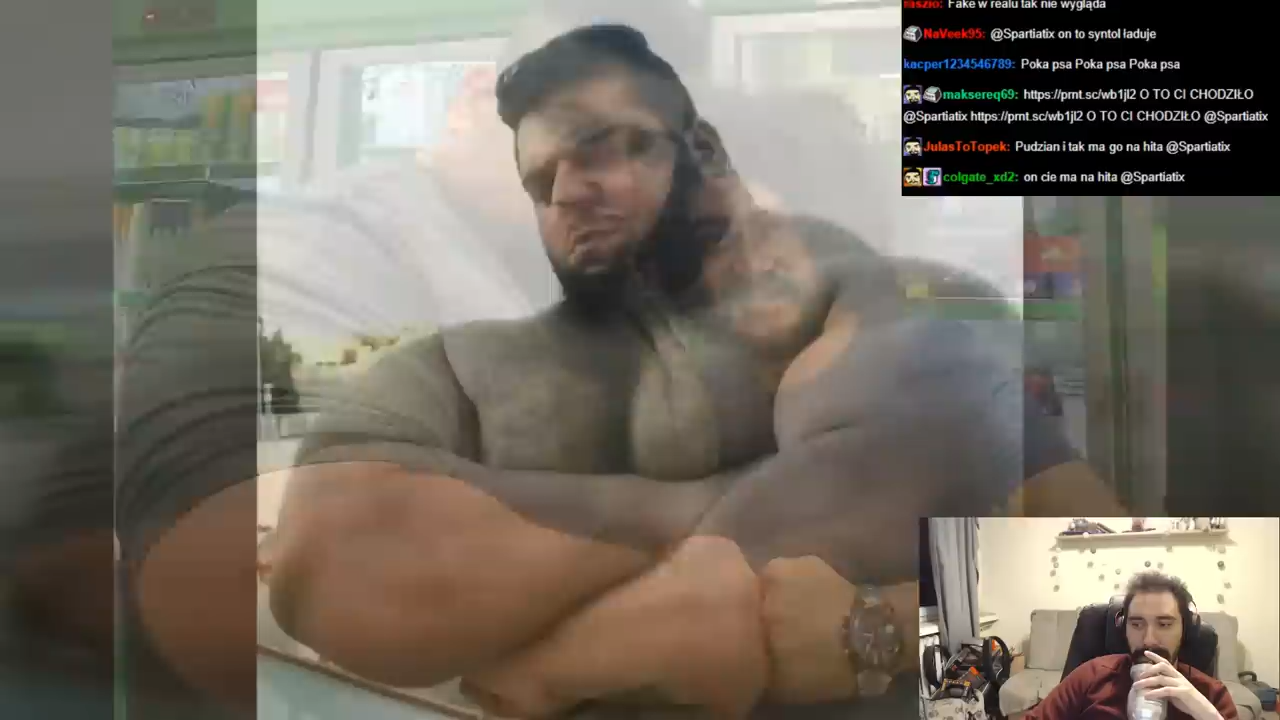 raszio: Fake w realu tak nie wygląda
NaVeek95: @Spartiatix on to syntol ładuje
kacper1234546789: Poka psa Poka psa Poka psa
maksereq69: https://prnt.sc/wb1jl2 O TO CI CHODZIŁO
@Spartiatix https://prnt.sc/wb1jl2 O TO CI CHODZIŁO @Spartiatix
JulasToTopek: Pudzian i tak ma go na hita @Spartiatix
colgate_xd2: on cie ma na hita @Spartiatix